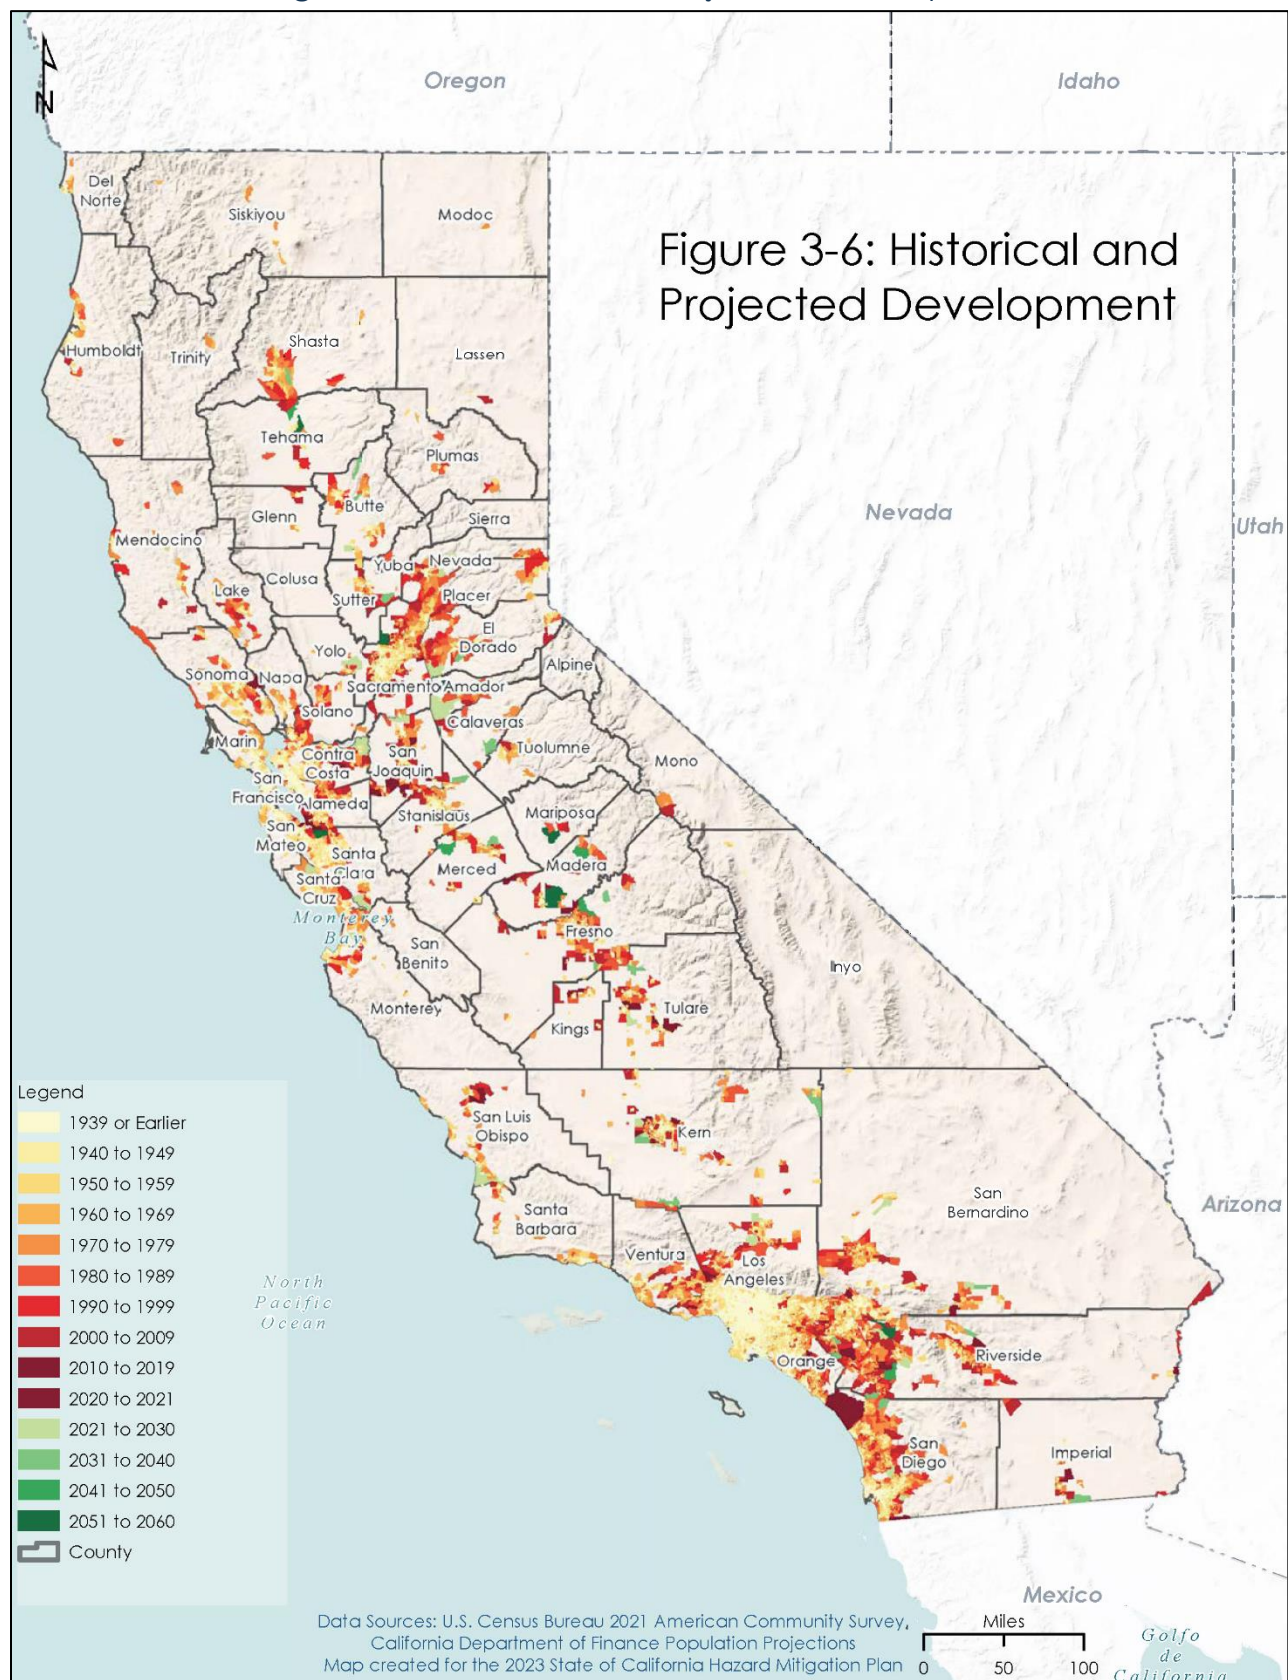 N
Oregon
Idaho
Del
Norte
Siskiyou
Modoc
Figure 3-6: Historical and
Projected Development
Humboldt
Trinity
Shasta
Lassen
Tehama
Plumas
Nevada
Utah
Glenn
Butte
Sierra
Mendocino
Colusa
Yuba
Nevada
Lake
Sutter
Placer
El
Dorado
Yolo
Alpine
Sonoma
Napa
Sacramento
Amador
Solano
Calaveras
Marin
Contra
Costa
San
Joaquin
Tuolumne
Mono
San
Francisco
Alameda
Stanislaus
Mariposa
San
Mateo
Santa
Clara
Merced
Madera
Santa
Cruz
Monterey
Bay
Fresno
San
Benito
Inyo
Monterey
Kings
Tulare
Legend
1939 or Earlier
1940 to 1949
1950 to 1959
1960 to 1969
1970 to 1979
1980 to 1989
1990 to 1999
2000 to 2009
2010 to 2019
2020 to 2021
2021 to 2030
2031 to 2040
2041 to 2050
2051 to 2060
County
San Luis
Obispo
Kern
San
Bernardino
Arizona
Santa
Barbara
Ventura
Los
Angeles
North
Pacific
Ocean
Orange
Riverside
San
Diego
Imperial
Mexico
Data Sources: U.S. Census Bureau 2021 American Community Survey,
California Department of Finance Population Projections
Map created for the 2023 State of California Hazard Mitigation Plan
Miles
0 50 100
Golfo
de
California